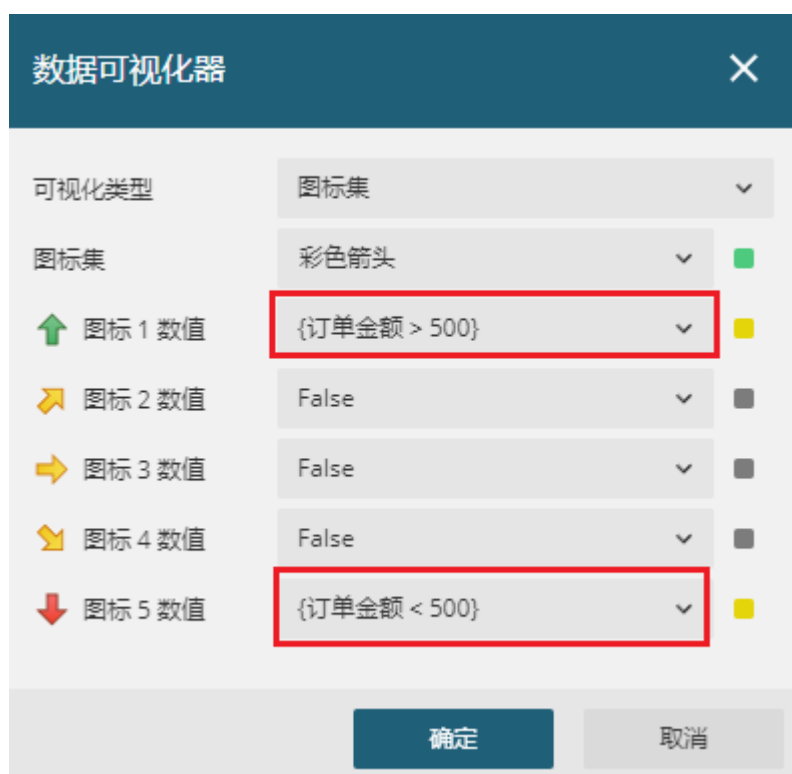 数据可视化器
可视化类型 图标集
图标集 彩色箭头
图标 1 数值 {订单金额 > 500}
图标 2 数值 False
图标 3 数值 False
图标 4 数值 False
图标 5 数值 {订单金额 < 500}
确定 取消